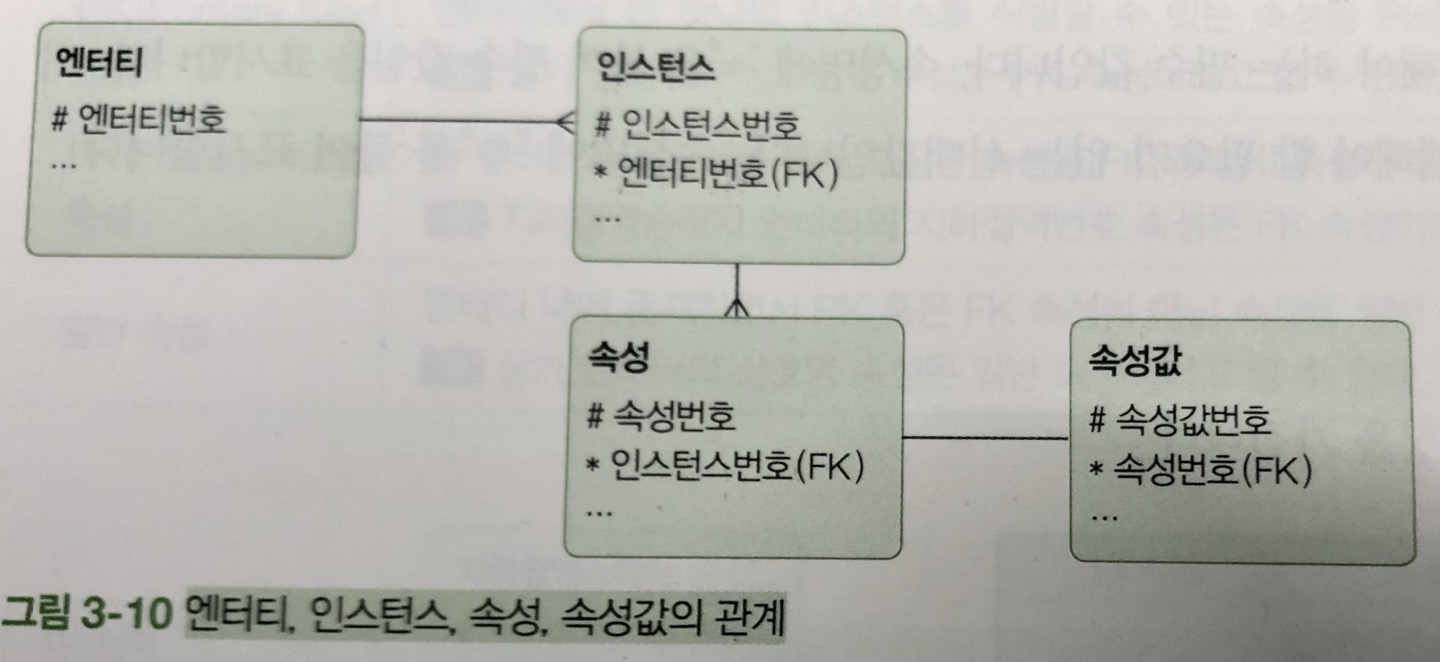 엔터티
# 엔터티번호
...
인스턴스
# 인스턴스번호
* 엔터티번호(FK)
...
속성
# 속성번호
* 인스턴스번호(FK)
...
속성값
# 속성값번호
* 속성번호(FK)
...
그림 3-10 엔터티, 인스턴스, 속성, 속성값의 관계